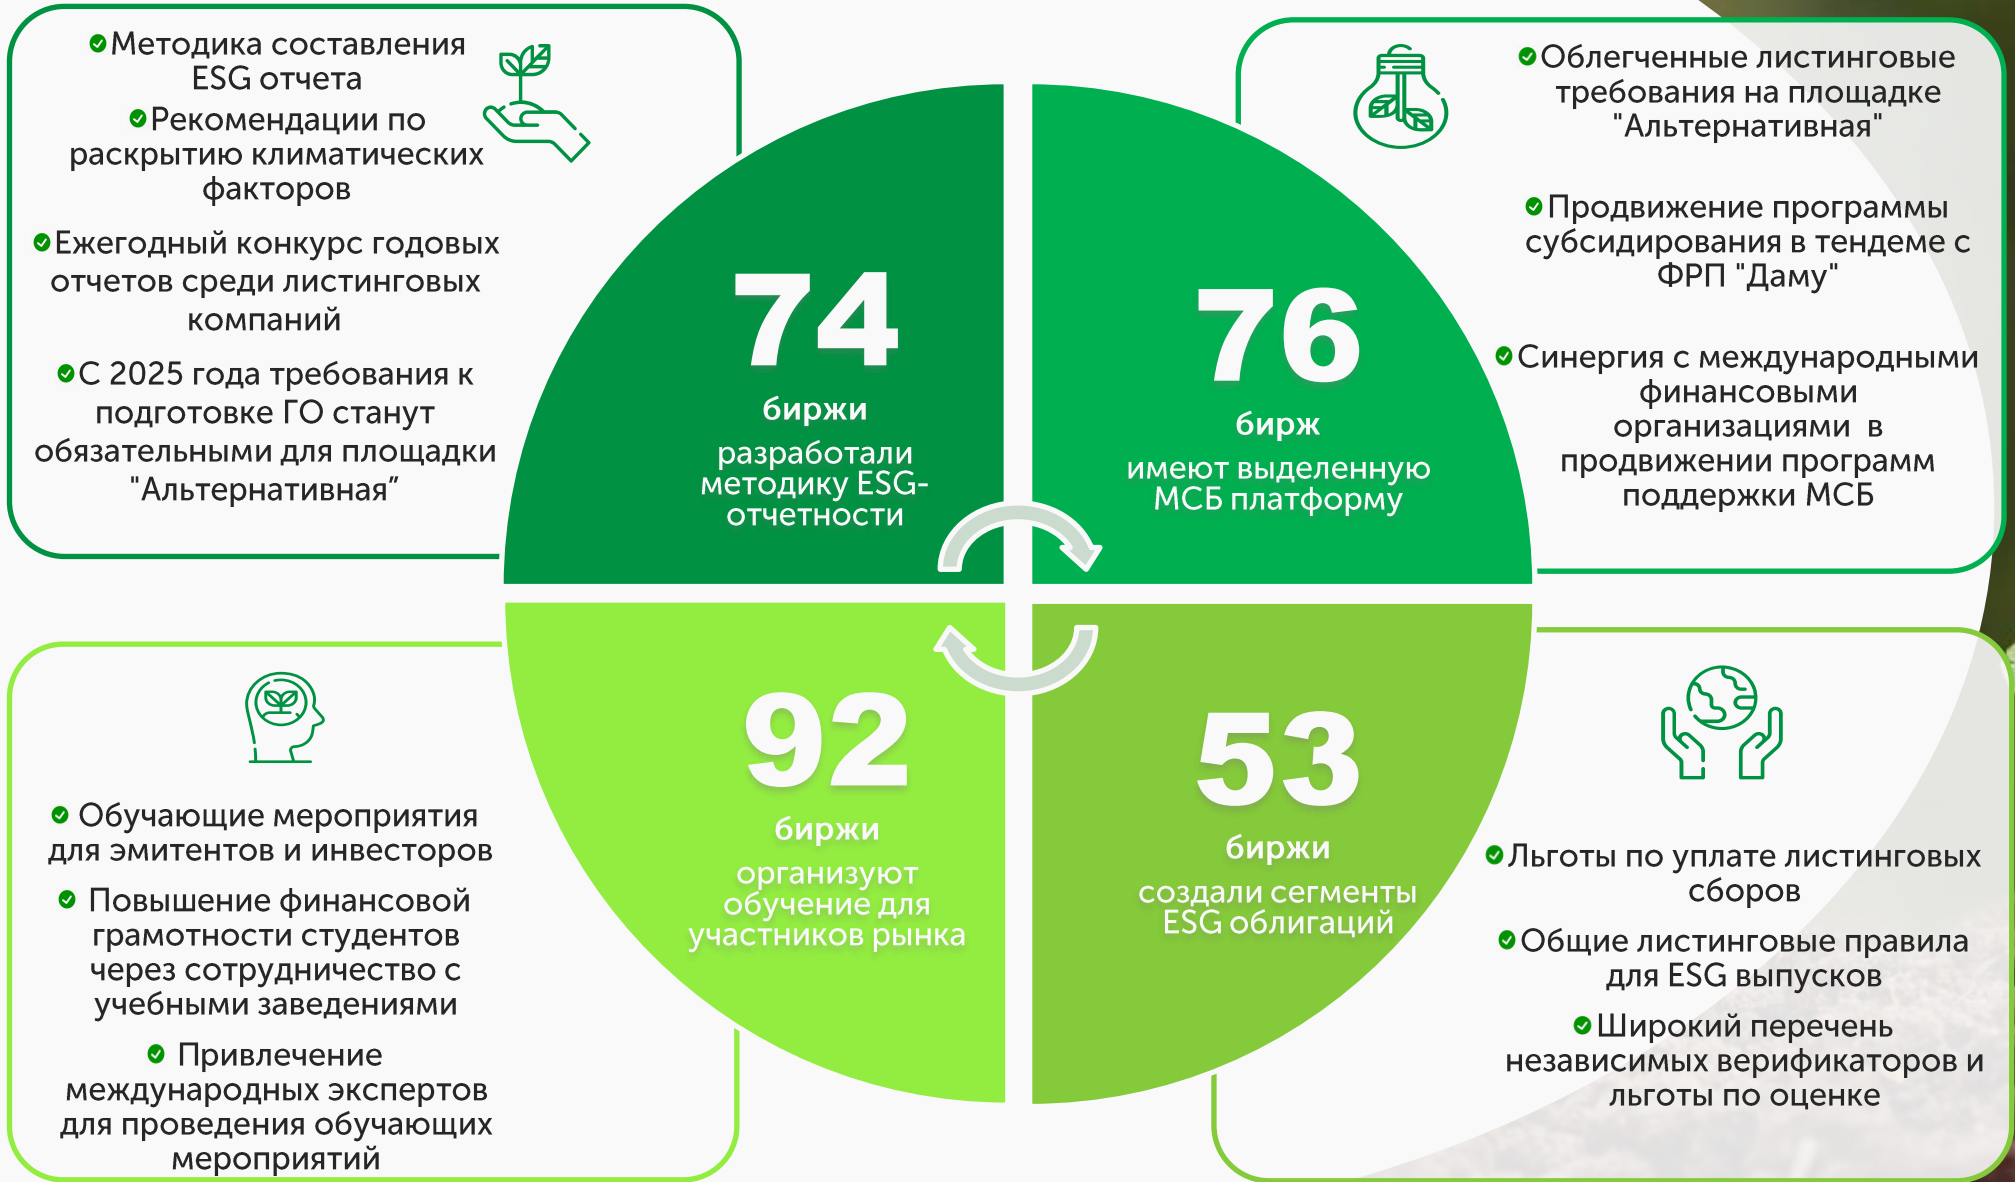 Методика составления
ESG отчета
Рекомендации по
раскрытию климатических
факторов
Ежегодный конкурс годовых
отчетов среди листинговых
компаний
С 2025 года требования к
подготовке ГО станут
обязательными для площадки
"Альтернативная”
74
биржи
разработали
методику ESG-
отчетности
76
бирж
имеют выделенную
МСБ платформу
Облегченные листинговые
требования на площадке
"Альтернативная"
Продвижение программы
субсидирования в тендеме с
ФРП "Даму"
Синергия с международными
финансовыми
организациями в
продвижении программ
поддержки МСБ
Обучающие мероприятия
для эмитентов и инвесторов
Повышение финансовой
грамотности студентов
через сотрудничество с
учебными заведениями
Привлечение
международных экспертов
для проведения обучающих
мероприятий
92
биржи
организуют
обучение для
участников рынка
53
биржи
создали сегменты
ESG облигаций
Льготы по уплате листинговых
сборов
Общие листинговые правила
для ESG выпусков
Широкий перечень
независимых верификаторов и
льготы по оценке